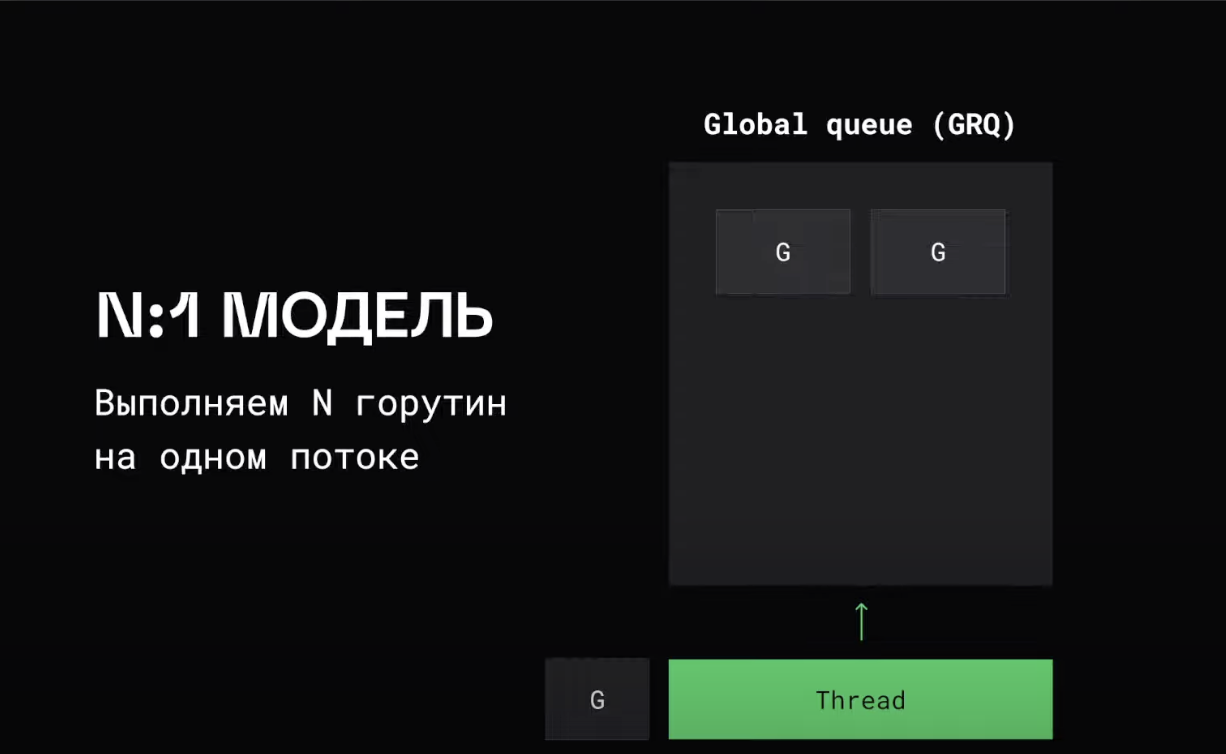 Global queue (GRQ)
G G
N:1 МОДЕЛЬ
Выполняем N горутин
на одном потоке
G Thread